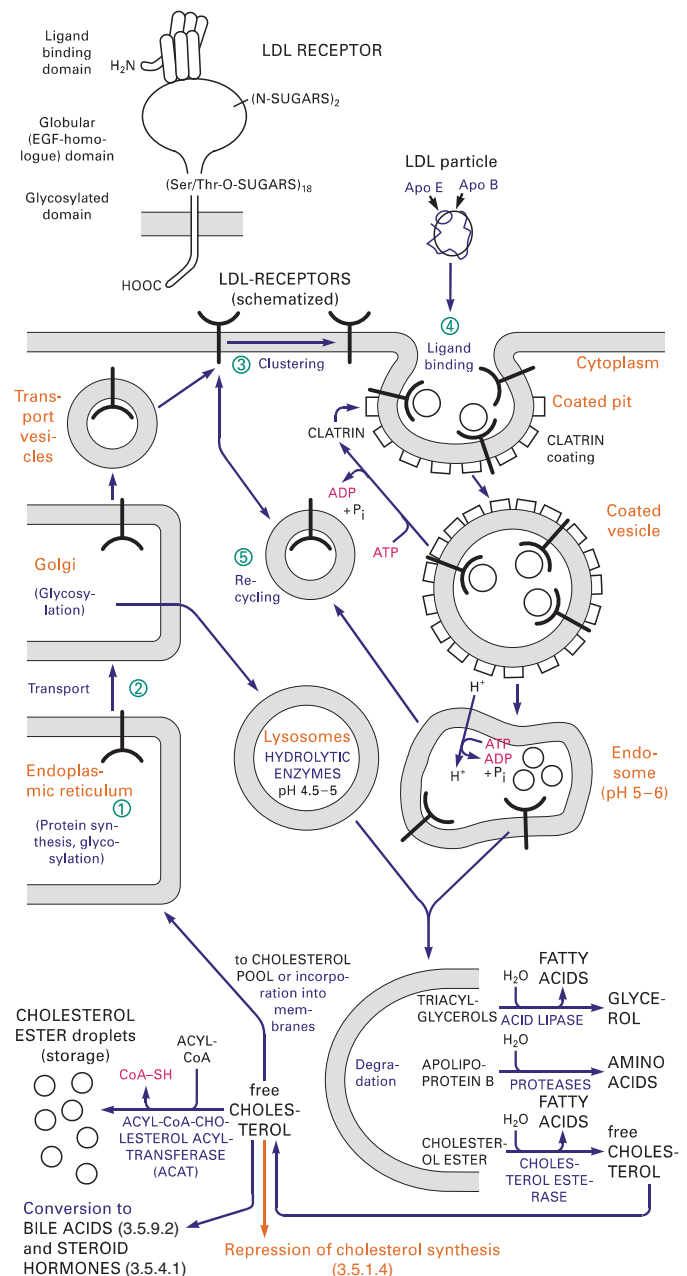 Ligand
binding
domain
H₂N
LDL RECEPTOR
(N-SUGARS)₂
Globular
(EGF-homo-
logue) domain
(Ser/Thr-O-SUGARS)₁₈
Glycosylated
domain
HOOC
LDL particle
Apo E
Apo B
LDL-RECEPTORS
(schematized)
④
Ligand
binding
③ Clustering
Cytoplasm
Trans-
port
vesi-
cles
Coated pit
CLATRIN
CLATRIN
coating
ADP
+Pᵢ
ATP
Coated
vesicle
Golgi
(Glycosy-
lation)
⑤
Re-
cycling
Transport ②
H⁺
ATP
ADP
+Pᵢ
H⁺
Endo-
some
(pH 5–6)
Lysosomes
HYDROLYTIC
ENZYMES
pH 4.5–5
Endoplas-
mic reticulum
①
(Protein syn-
thesis, glyco-
sylation)
to CHOLESTEROL
POOL or incorpo-
ration into
mem-
branes
CHOLESTEROL
ESTER droplets
(storage)
ACYL-
CoA
CoA–SH
free
CHOLES-
TEROL
ACYL-CoA-CHO-
LESTEROL ACYL-
TRANSFERASE
(ACAT)
Degra-
dation
TRIACYL-
GLYCEROLS
H₂O
FATTY
ACIDS
ACID LIPASE
GLYCE-
ROL
APOLIPO-
PROTEIN B
H₂O
PROTEASES
AMINO
ACIDS
CHOLESTER-
OL ESTER
H₂O
FATTY
ACIDS
CHOLES-
TEROL ESTE-
RASE
free
CHOLES-
TEROL
Conversion to
BILE ACIDS (3.5.9.2)
and STEROID
HORMONES (3.5.4.1)
Repression of cholesterol synthesis
(3.5.1.4)